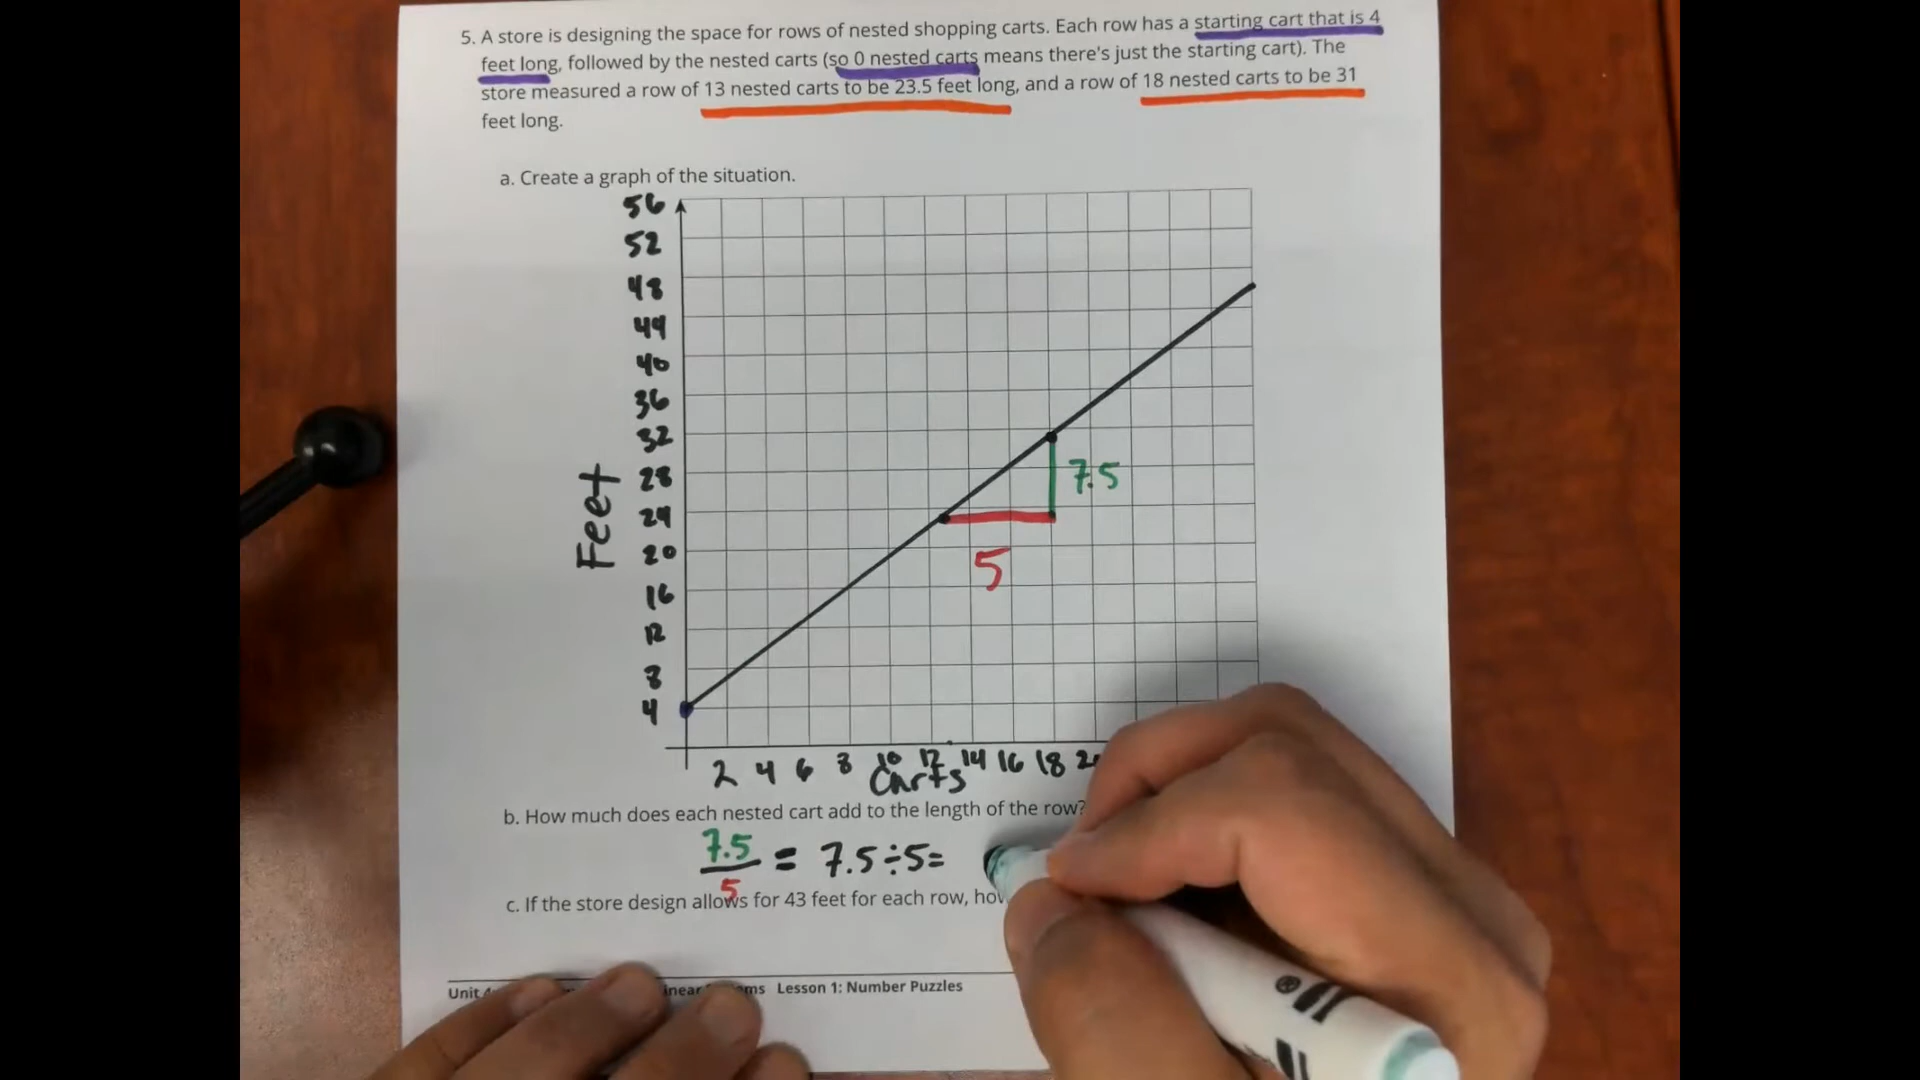 5. A store is designing the space for rows of nested shopping carts. Each row has a starting cart that is 4
feet long, followed by the nested carts (so 0 nested carts means there's just the starting cart). The
store measured a row of 13 nested carts to be 23.5 feet long, and a row of 18 nested carts to be 31
feet long.
a. Create a graph of the situation.
56
52
48
44
40
36
32
28
24
20
16
12
8
4
Feet
7.5
5
2 4 6 8 10 12 14 16 18
Carts
b. How much does each nested cart add to the length of the row?
7.5
5
= 7.5÷5=
c. If the store design allows for 43 feet for each row,
Unit Lesson 1: Number Puzzles